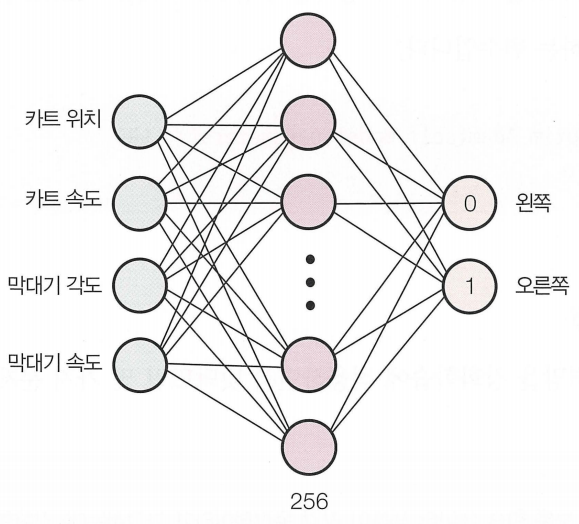 카트 위치
카트 속도
막대기 각도
막대기 속도
0
왼쪽
1
오른쪽
256